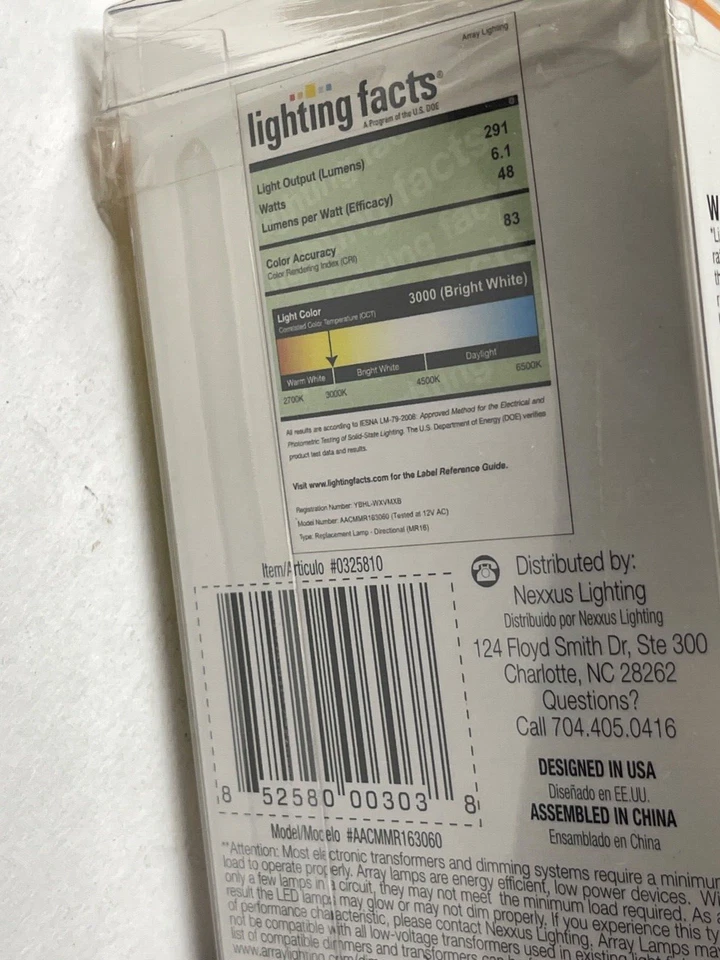 Array Lighting
lighting facts®
A Program of the U.S. DOE
Light Output (Lumens) 291
Watts 6.1
Lumens per Watt (Efficacy) 48
Color Accuracy 83
Color Rendering Index (CRI)
Light Color 3000 (Bright White)
Correlated Color Temperature (CCT)
Warm White Bright White Daylight
2700K 3000K 4500K 6500K
All results are according to IESNA LM-79-2008: Approved Method for the Electrical and
Photometric Testing of Solid-State Lighting. The U.S. Department of Energy (DOE) verifies
product test data and results.
Visit www.lightingfacts.com for the Label Reference Guide.
Registration Number: YBHL-WXVMXB
Model Number: AACMMR163060 (Tested at 12V AC)
Type: Replacement Lamp - Directional (MR16)
Item/Articulo #0325810
8 52580 00303 8
Model/Modelo #AACMMR163060
Distributed by:
Nexxus Lighting
Distribuido por Nexxus Lighting
124 Floyd Smith Dr, Ste 300
Charlotte, NC 28262
Questions?
Call 704.405.0416
DESIGNED IN USA
Diseñado en EE.UU.
ASSEMBLED IN CHINA
Ensamblado en China
**Attention: Most electronic transformers and dimming systems require a minimum
load to operate properly. Array lamps are energy efficient, low power devices.
only a few lamps in a circuit, they may not meet the minimum load required. As
result the LED lamps may glow or may not dim properly. If you experience this
of performance characteristic, please contact Nexxus Lighting. Array Lamps
not be compatible with all low-voltage transformers used in existing
list of compatible dimmers and transformers